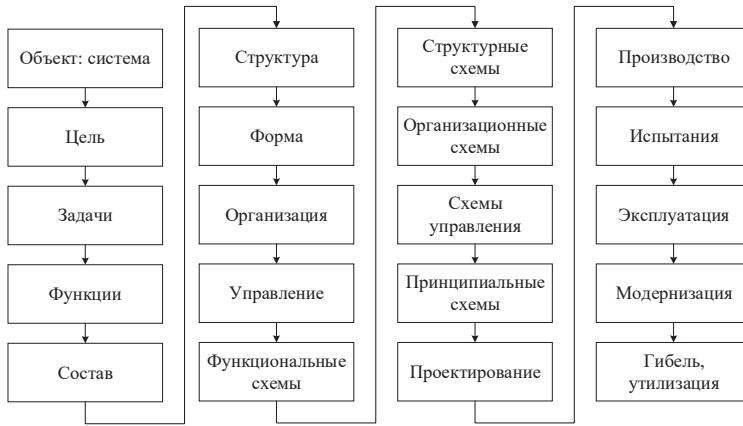 Объект: система
Цель
Задачи
Функции
Состав
Структура
Форма
Организация
Управление
Функциональные
схемы
Структурные
схемы
Организационные
схемы
Схемы
управления
Принципиальные
схемы
Проектирование
Производство
Испытания
Эксплуатация
Модернизация
Гибель,
утилизация